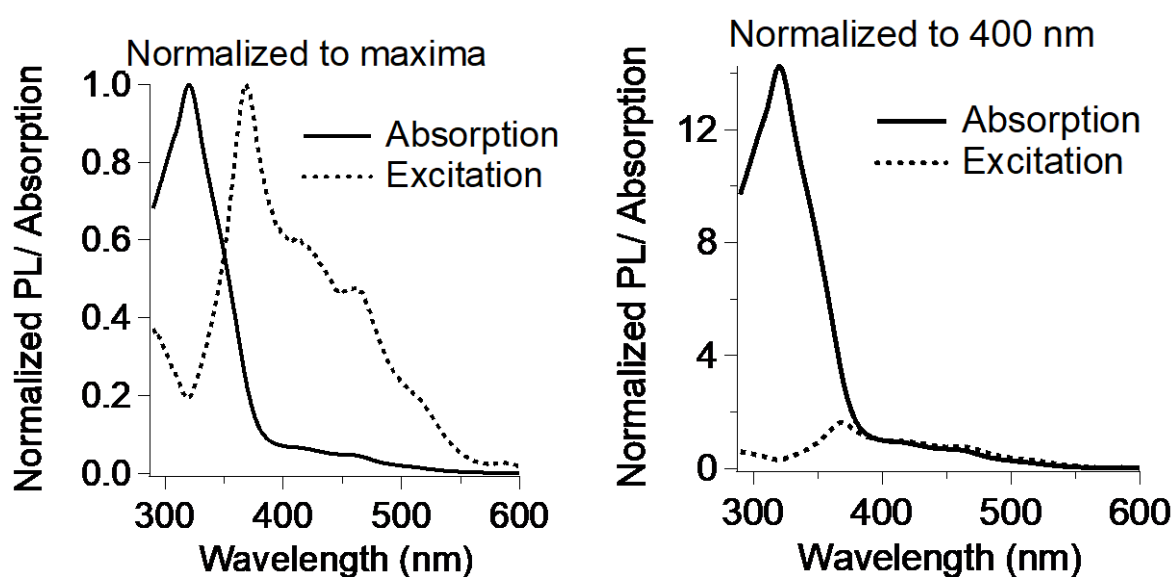 Normalized to maxima
Normalized PL/ Absorption
1.0
0.8
0.6
0.4
0.2
0.0
Absorption
Excitation
300
400
500
600
Wavelength (nm)
Normalized to 400 nm
Normalized PL/ Absorption
12
8
4
0
Absorption
Excitation
300
400
500
600
Wavelength (nm)